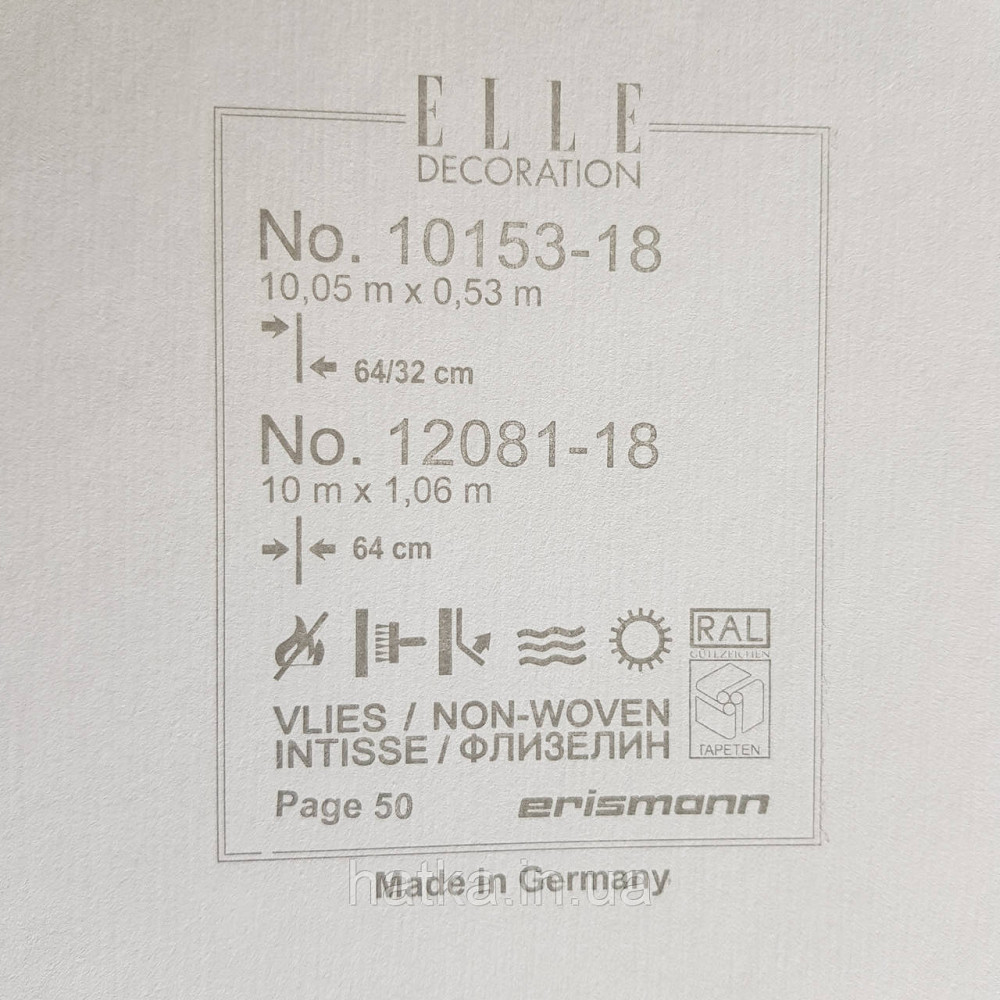 ELLE
DECORATION
No. 10153-18
10,05 m x 0,53 m
64/32 cm
No. 12081-18
10 m x 1,06 m
64 cm
RAL
GÜTEZEICHEN
TAPETEN
VLIES / NON-WOVEN
INTISSE / ФЛИЗЕЛИН
Page 50
erismann
Made in Germany
hatka.in.ua